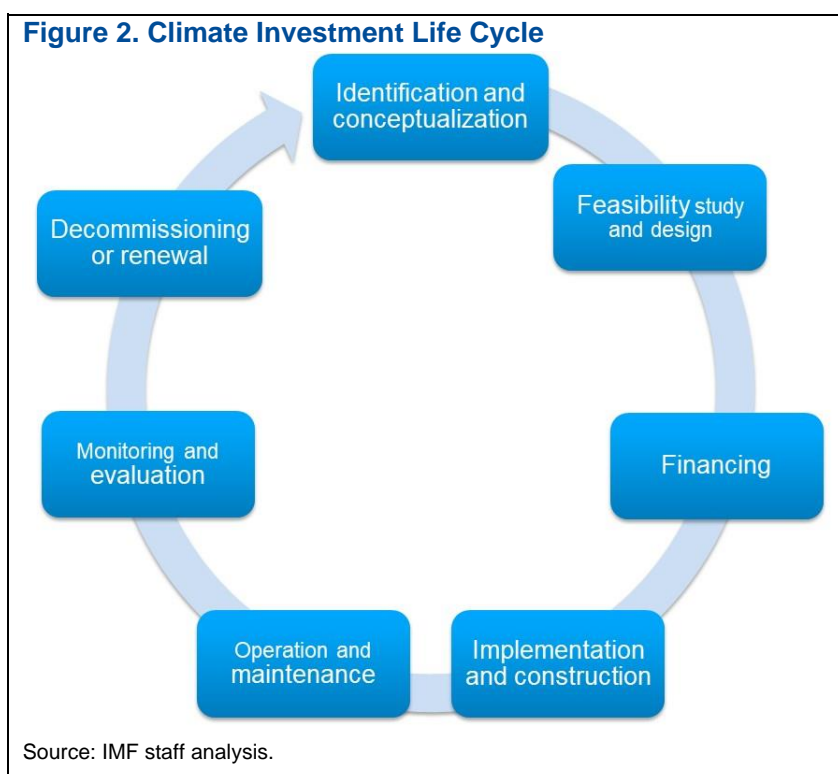 Figure 2. Climate Investment Life Cycle
Identification and
conceptualization
Feasibility study
and design
Financing
Implementation
and construction
Operation and
maintenance
Monitoring and
evaluation
Decommissioning
or renewal
Source: IMF staff analysis.